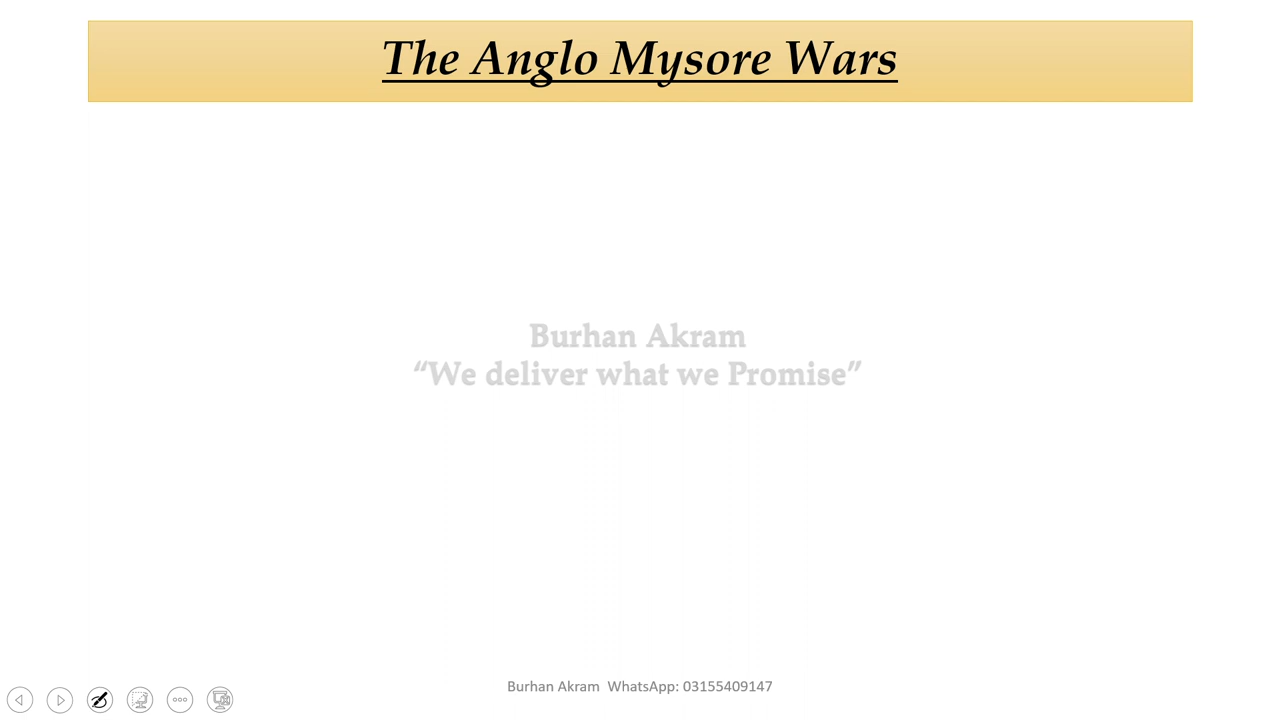 The Anglo Mysore Wars
Burhan Akram
“We deliver what we Promise”
Burhan Akram  WhatsApp: 03155409147